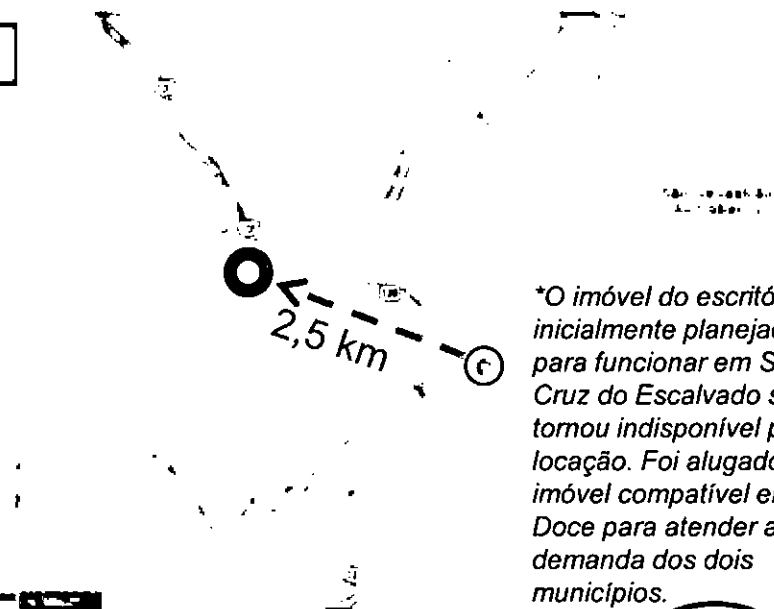 2,5 km
*O imóvel do escritó
inicialmente planejad
para funcionar em S
Cruz do Escalvado s
tornou indisponível p
locação. Foi alugado
imóvel compatível e
Doce para atender a
demanda dos dois
municípios.